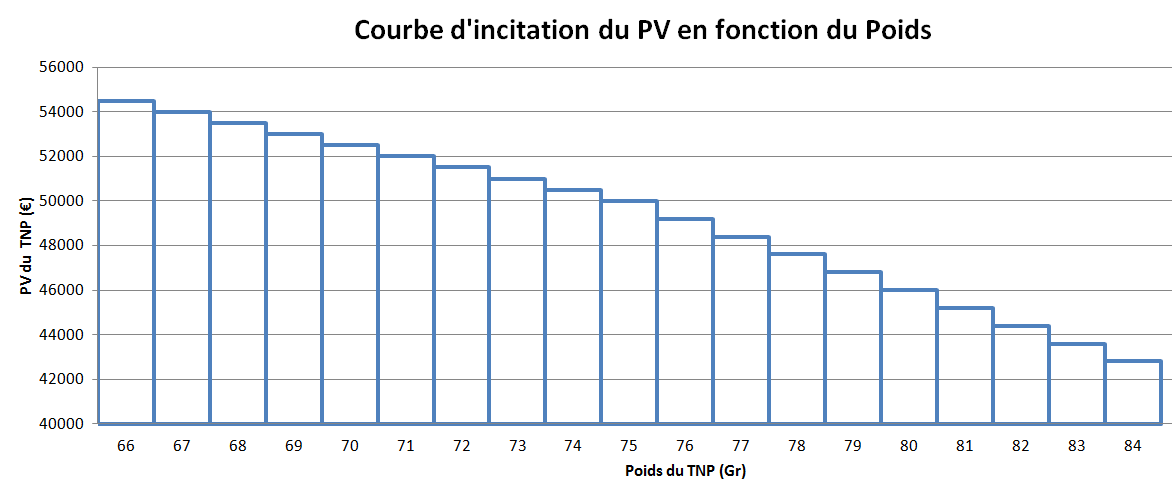 Courbe d'incitation du PV en fonction du Poids
PV du  TNP (€)
56000
54000
52000
50000
48000
46000
44000
42000
40000
66 67 68 69 70 71 72 73 74 75 76 77 78 79 80 81 82 83 84
Poids du TNP (Gr)